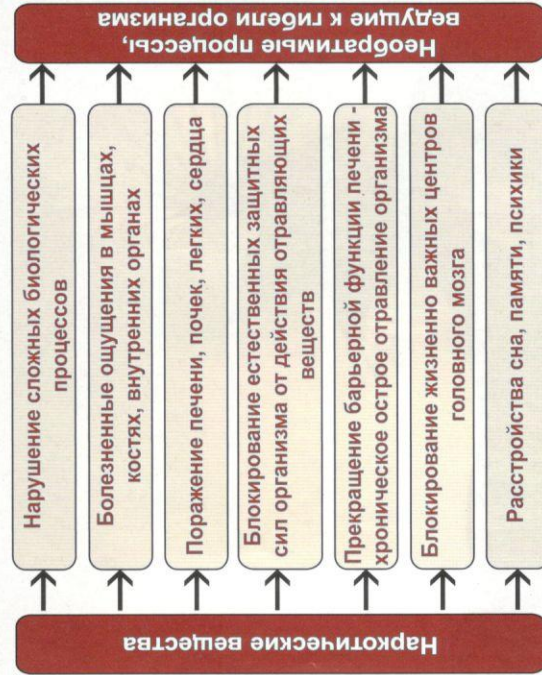 Наркотические вещества
Нарушение сложных биологических
процессов
Болезненные ощущения в мышцах,
костях, внутренних органах
Поражение печени, почек, легких, сердца
Блокирование естественных защитных
сил организма от действия отравляющих
веществ
Прекращение барьерной функции печени -
хроническое острое отравление организма
Блокирование жизненно важных центров
головного мозга
Расстройства сна, памяти, психики
Необратимые процессы,
ведущие к гибели организма